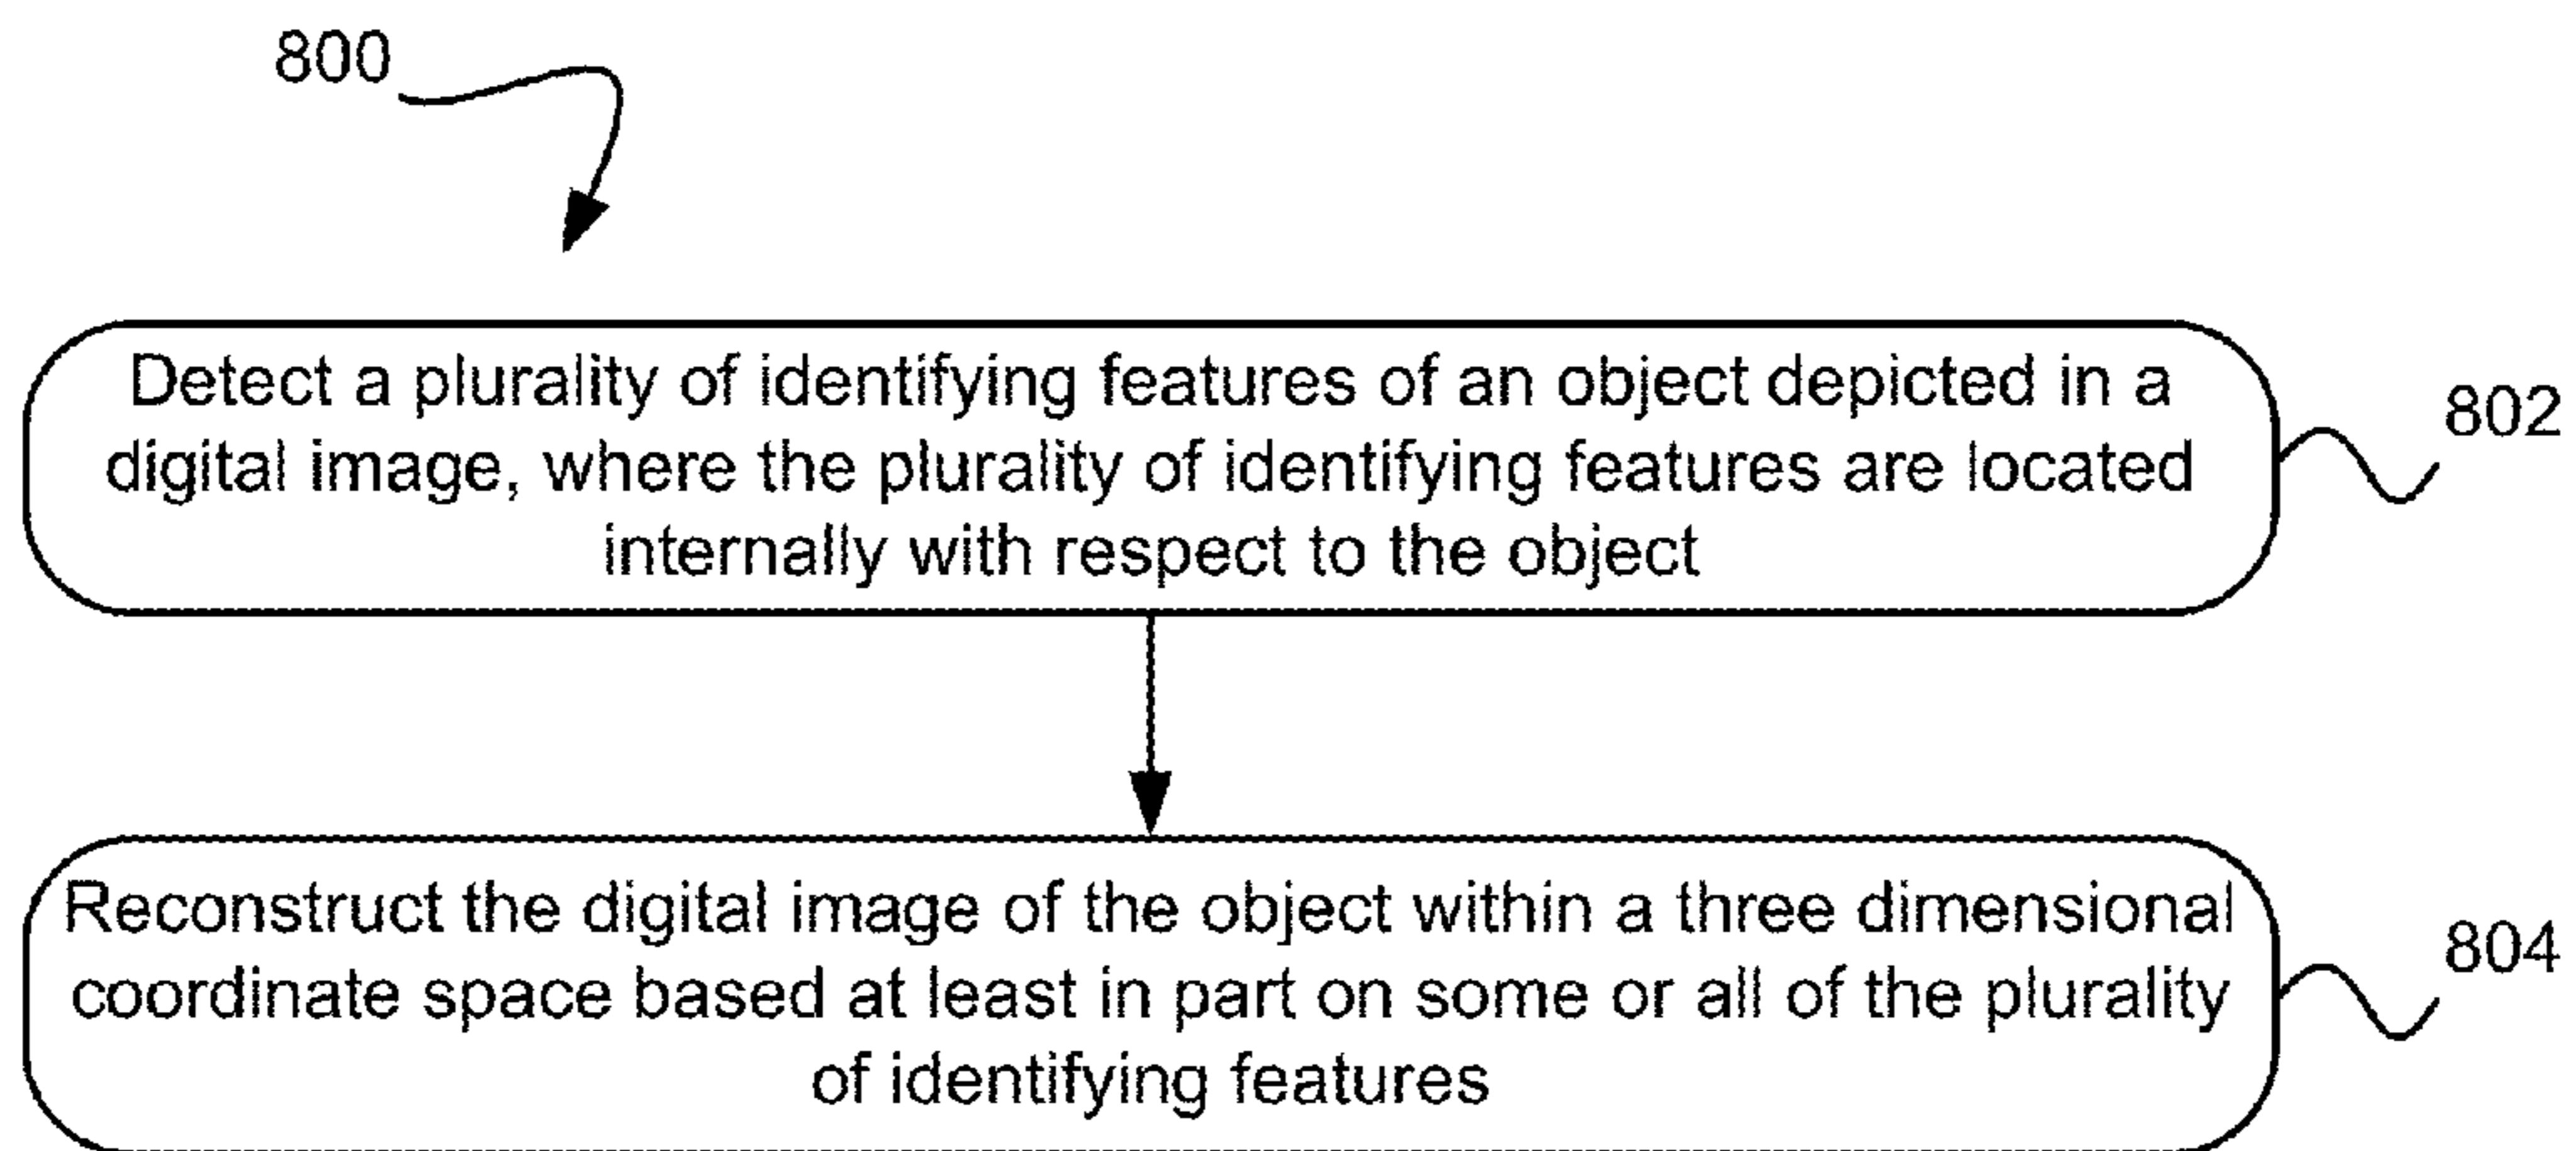 800
Detect a plurality of identifying features of an object depicted in a
digital image, where the plurality of identifying features are located
internally with respect to the object
802
Reconstruct the digital image of the object within a three dimensional
coordinate space based at least in part on some or all of the plurality
of identifying features
804